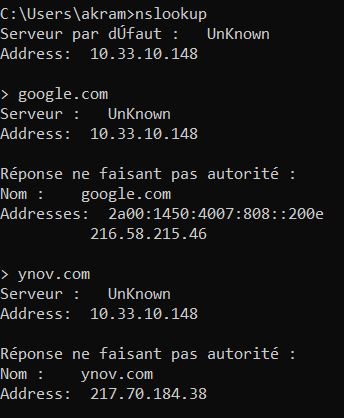 C:\Users\akram>nslookup
Serveur par dÚfaut :   UnKnown
Address:  10.33.10.148
> google.com
Serveur :   UnKnown
Address:  10.33.10.148
Réponse ne faisant pas autorité :
Nom :    google.com
Addresses:  2a00:1450:4007:808::200e
216.58.215.46
> ynov.com
Serveur :   UnKnown
Address:  10.33.10.148
Réponse ne faisant pas autorité :
Nom :    ynov.com
Address:  217.70.184.38